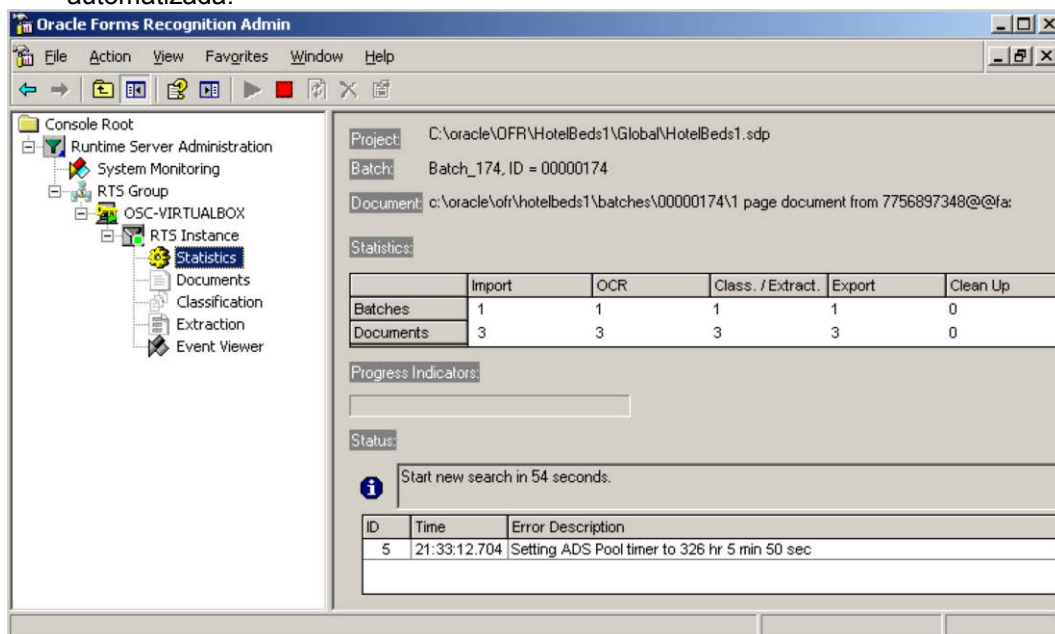 automatizada.
Oracle Forms Recognition Admin
File Action View Favorites Window Help
Console Root
Runtime Server Administration
System Monitoring
RTS Group
OSC-VIRTUALBOX
RTS Instance
Statistics
Documents
Classification
Extraction
Event Viewer
Project: C:\oracle\OFR\HotelBeds1\Global\HotelBeds1.sdp
Batch: Batch_174, ID = 00000174
Document: c:\oracle\ofr\hotelbeds1\batches\00000174\1 page document from 7756897348@@fa:
Statistics:
Import OCR Class. / Extract. Export Clean Up
Batches 1 1 1 1 0
Documents 3 3 3 3 0
Progress Indicators:
Status:
Start new search in 54 seconds.
ID Time Error Description
5 21:33:12.704 Setting ADS Pool timer to 326 hr 5 min 50 sec